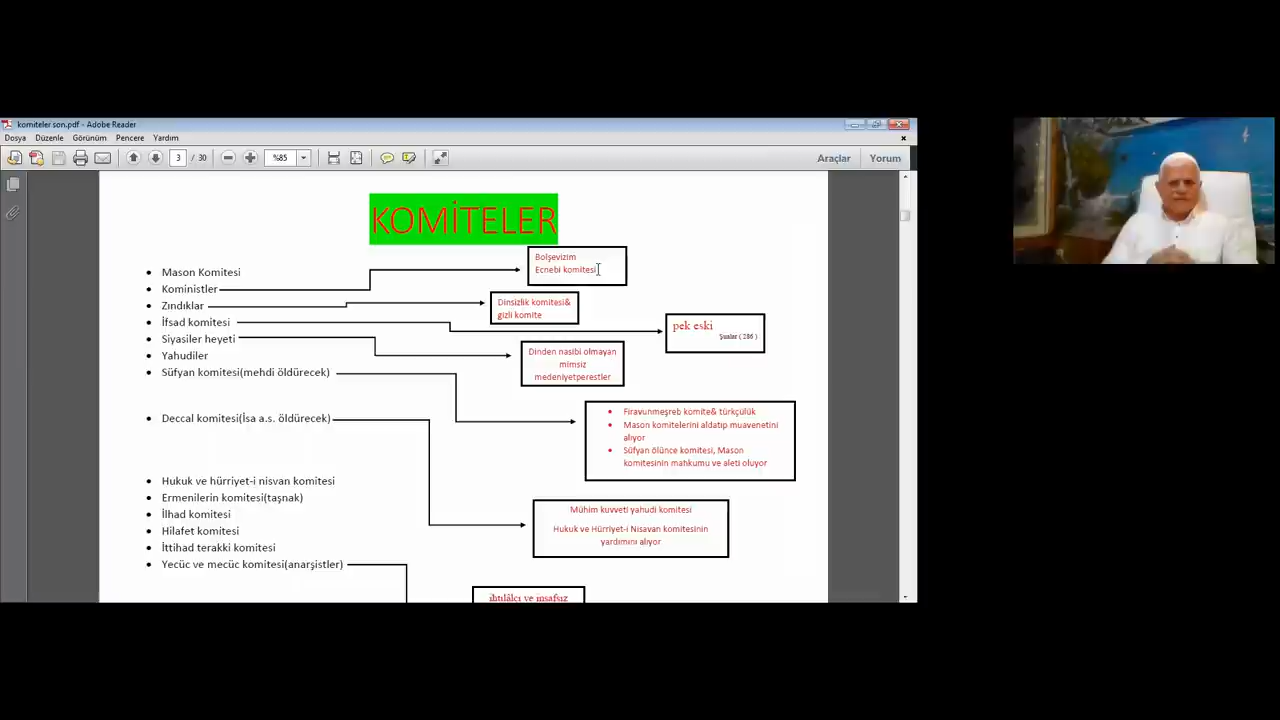 komiteler.son.pdf - Adobe Reader
Dosya Düzenle Görünüm Pencere Yardım
3 / 30 %85 Araçlar Yorum
KOMİTELER
Bolşevizim
Ecnebi komitesi
• Mason Komitesi
• Koministler
• Zındıklar
Dinsizlik komitesi&
gizli komite
• İfsad komitesi
pek eski
Şualar ( 286 )
• Siyasiler heyeti
• Yahudiler
Dinden nasibi olmayan
mimsiz
medeniyetperestler
• Süfyan komitesi(mehdi öldürecek)
• Firavunmeşreb komite& türkçülük
• Mason komitelerini aldatıp muavenetini
alıyor
• Süfyan ölünce komitesi, Mason
komitesinin mahkumu ve aleti oluyor
• Deccal komitesi(İsa a.s. öldürecek)
Mühim kuvveti yahudi komitesi
Hukuk ve Hürriyet-i Nisavan komitesinin
yardımını alıyor
• Hukuk ve hürriyet-i nisvan komitesi
• Ermenilerin komitesi(taşnak)
• İlhad komitesi
• Hilafet komitesi
• İttihad terakki komitesi
• Yecüc ve mecüc komitesi(anarşistler)
ihtilâlcı ve insafsız